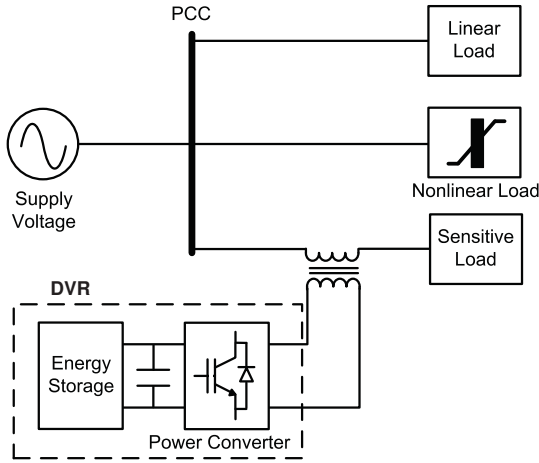 PCC
Linear
Load
Supply
Voltage
Nonlinear Load
Sensitive
Load
DVR
Energy
Storage
Power Converter